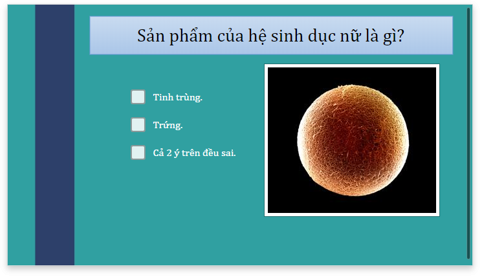 Sản phẩm của hệ sinh dục nữ là gì?
Tinh trùng.
Trứng.
Cả 2 ý trên đều sai.